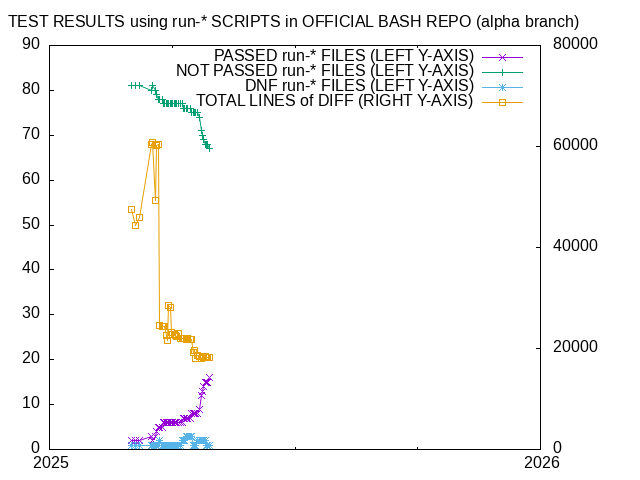 TEST RESULTS using run-* SCRIPTS in OFFICIAL BASH REPO (alpha branch)
90 80000
PASSED run-* FILES (LEFT Y-AXIS)
80 NOT PASSED run-* FILES (LEFT Y-AXIS)
DNF run-* FILES (LEFT Y-AXIS)
TOTAL LINES of DIFF (RIGHT Y-AXIS)
70
60 60000
50
40 40000
30
20 20000
10
0 0
2025 2026